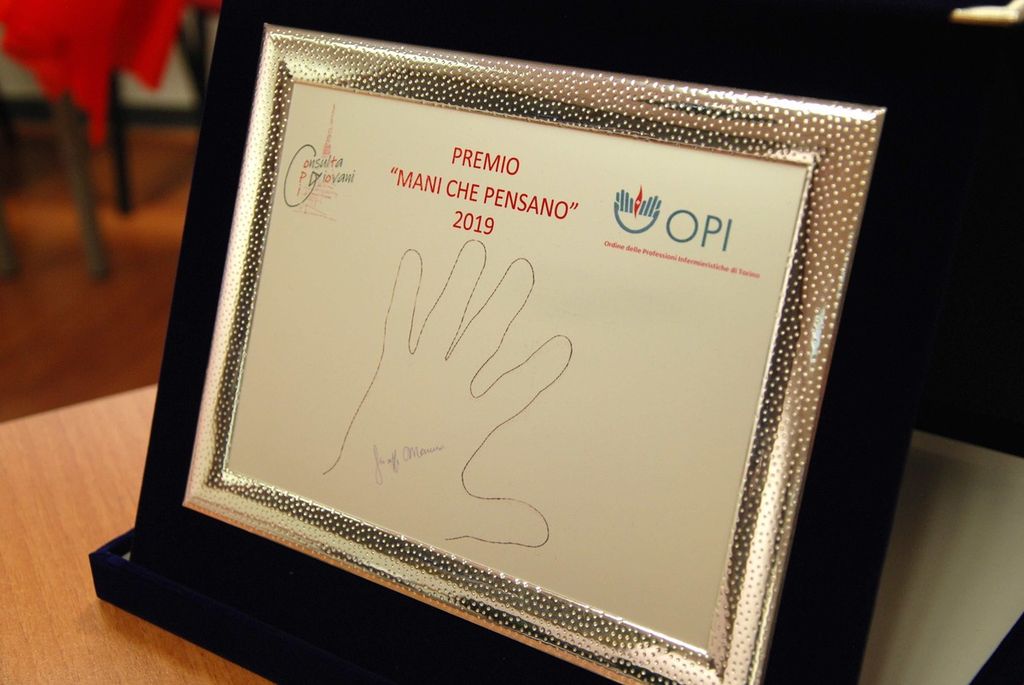 Consulta
Giovani
PREMIO
“MANI CHE PENSANO”
2019
OPI
Ordine delle Professioni Infermieristiche di Torino